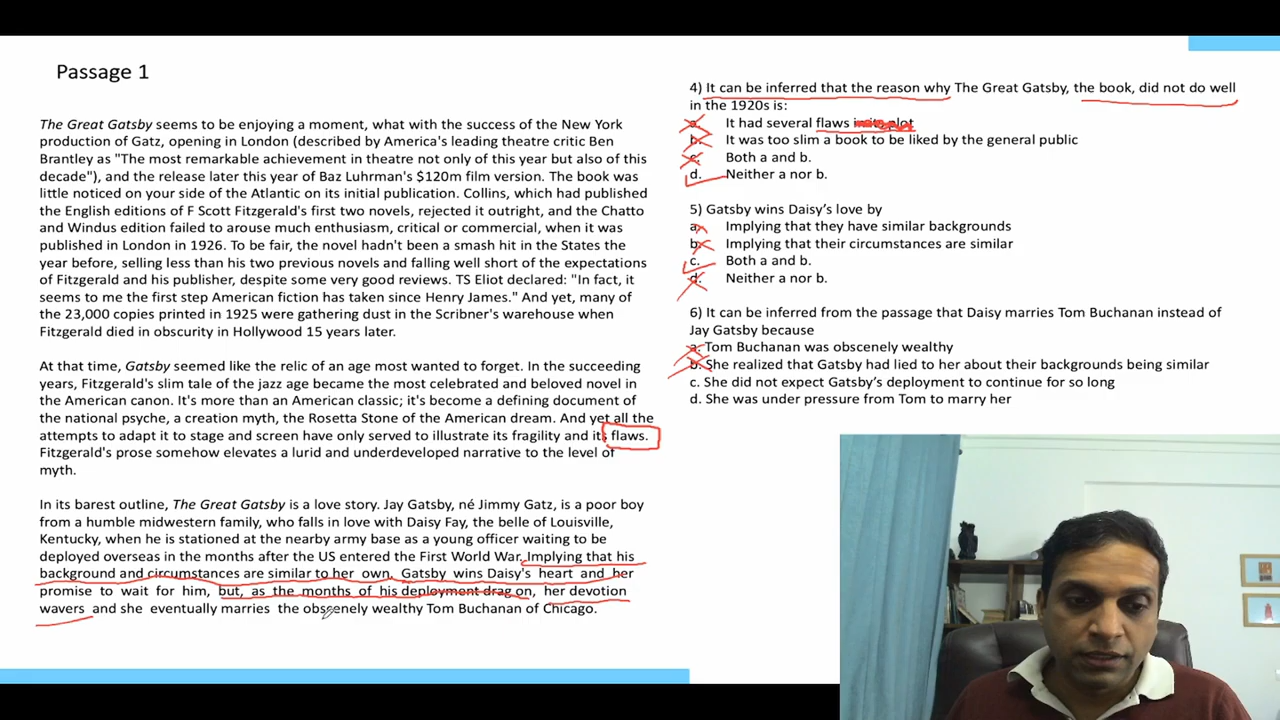 Passage 1
The Great Gatsby seems to be enjoying a moment, what with the success of the New York
production of Gatz, opening in London (described by America's leading theatre critic Ben
Brantley as "The most remarkable achievement in theatre not only of this year but also of this
decade"), and the release later this year of Baz Luhrman's $120m film version. The book was
little noticed on your side of the Atlantic on its initial publication. Collins, which had published
the English editions of F Scott Fitzgerald's first two novels, rejected it outright, and the Chatto
and Windus edition failed to arouse much enthusiasm, critical or commercial, when it was
published in London in 1926. To be fair, the novel hadn't been a smash hit in the States the
year before, selling less than his two previous novels and falling well short of the expectations
of Fitzgerald and his publisher, despite some very good reviews. TS Eliot declared: "In fact, it
seems to me the first step American fiction has taken since Henry James." And yet, many of
the 23,000 copies printed in 1925 were gathering dust in the Scribner's warehouse when
Fitzgerald died in obscurity in Hollywood 15 years later.
At that time, Gatsby seemed like the relic of an age most wanted to forget. In the succeeding
years, Fitzgerald's slim tale of the jazz age became the most celebrated and beloved novel in
the American canon. It's more than an American classic; it's become a defining document of
the national psyche, a creation myth, the Rosetta Stone of the American dream. And yet all the
attempts to adapt it to stage and screen have only served to illustrate its fragility and its flaws.
Fitzgerald's prose somehow elevates a lurid and underdeveloped narrative to the level of
myth.
In its barest outline, The Great Gatsby is a love story. Jay Gatsby, né Jimmy Gatz, is a poor boy
from a humble midwestern family, who falls in love with Daisy Fay, the belle of Louisville,
Kentucky, when he is stationed at the nearby army base as a young officer waiting to be
deployed overseas in the months after the US entered the First World War. Implying that his
background and circumstances are similar to her own, Gatsby wins Daisy's heart and her
promise to wait for him, but, as the months of his deployment drag on, her devotion
wavers and she eventually marries the obscenely wealthy Tom Buchanan of Chicago.
4) It can be inferred that the reason why The Great Gatsby, the book, did not do well
in the 1920s is:
a. It had several flaws in its plot
b. It was too slim a book to be liked by the general public
c. Both a and b.
d. Neither a nor b.
5) Gatsby wins Daisy's love by
a. Implying that they have similar backgrounds
b. Implying that their circumstances are similar
c. Both a and b.
d. Neither a nor b.
6) It can be inferred from the passage that Daisy marries Tom Buchanan instead of
Jay Gatsby because
a. Tom Buchanan was obscenely wealthy
b. She realized that Gatsby had lied to her about their backgrounds being similar
c. She did not expect Gatsby's deployment to continue for so long
d. She was under pressure from Tom to marry her